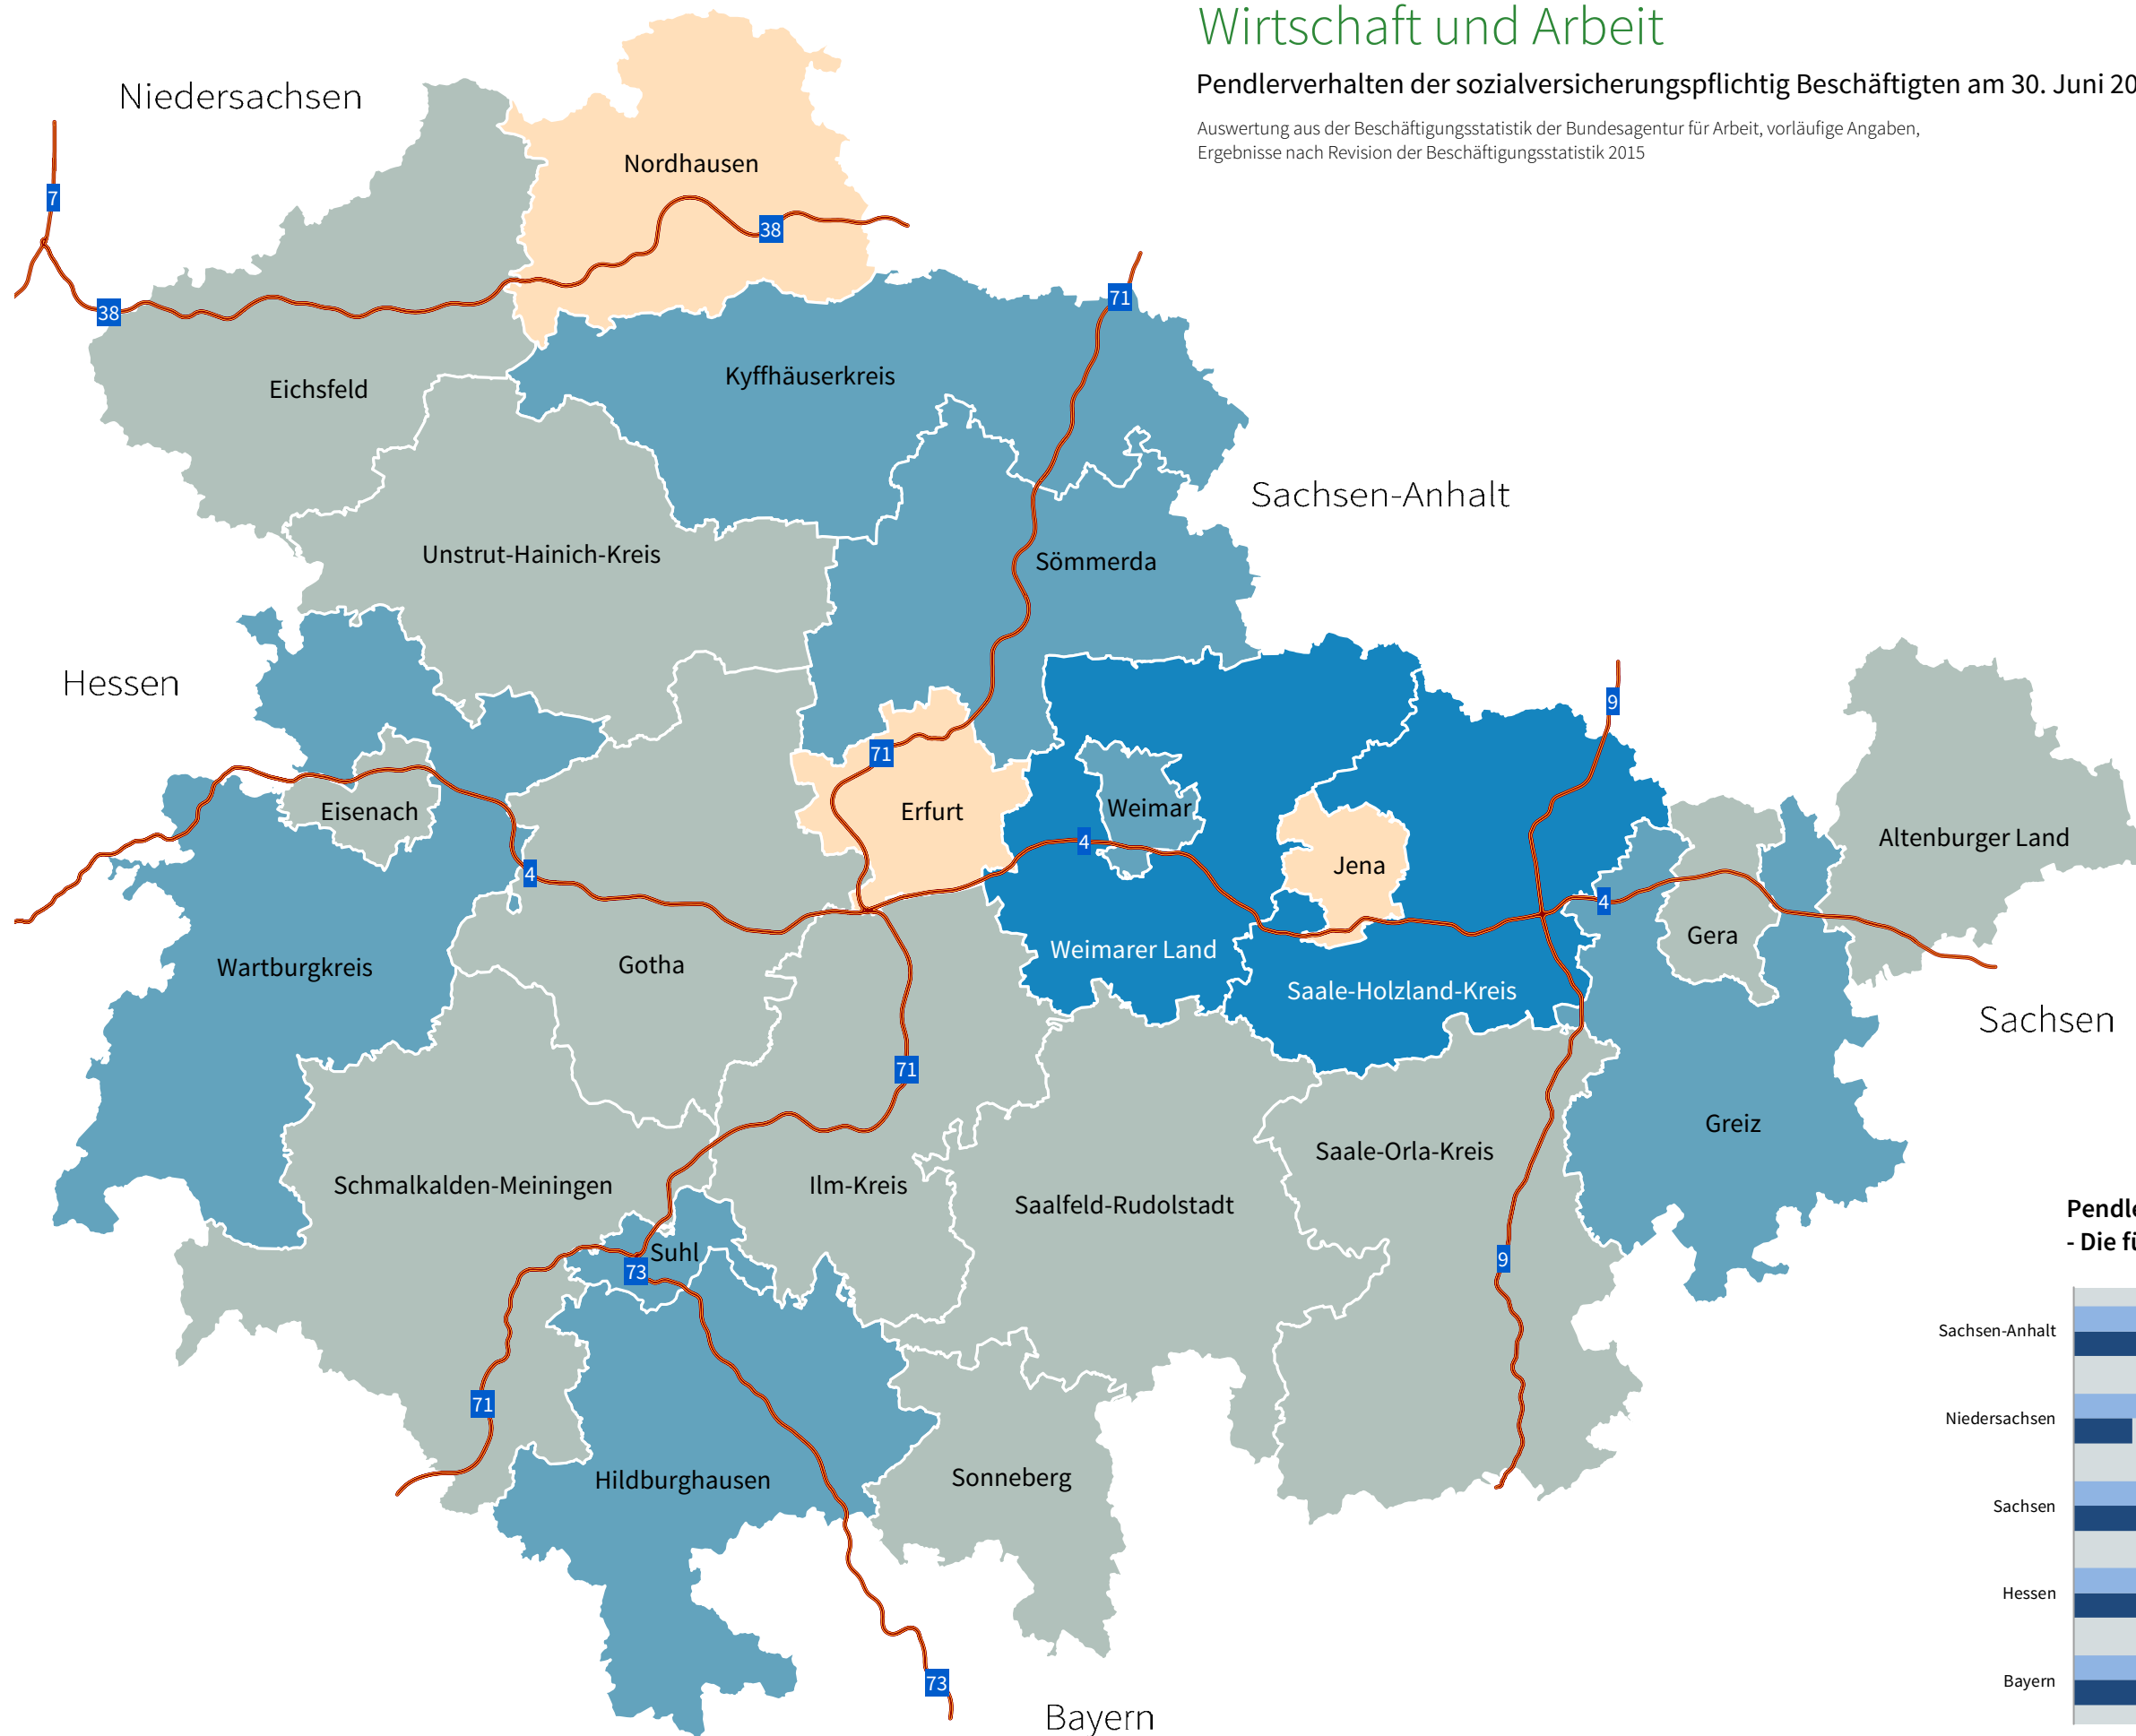 Wirtschaft und Arbeit
Pendlerverhalten der sozialversicherungspflichtig Beschäftigten am 30. Juni
Auswertung aus der Beschäftigungsstatistik der Bundesagentur für Arbeit, vorläufige Angaben,
Ergebnisse nach Revision der Beschäftigungsstatistik 2015
Niedersachsen
Nordhausen
7
38
38
71
Eichsfeld
Kyffhäuserkreis
Sachsen-Anhalt
Unstrut-Hainich-Kreis
Sömmerda
Hessen
9
71
Eisenach
Erfurt
Weimar
4
Jena
Altenburger Land
4
4
Gera
Wartburgkreis
Gotha
Weimarer Land
Saale-Holzland-Kreis
Sachsen
71
Greiz
Schmalkalden-Meiningen
Ilm-Kreis
Saalfeld-Rudolstadt
Saale-Orla-Kreis
Suhl
73
9
71
Hildburghausen
Sonneberg
73
Bayern
- Die
Sachsen-Anhalt
Niedersachsen
Sachsen
Hessen
Bayern